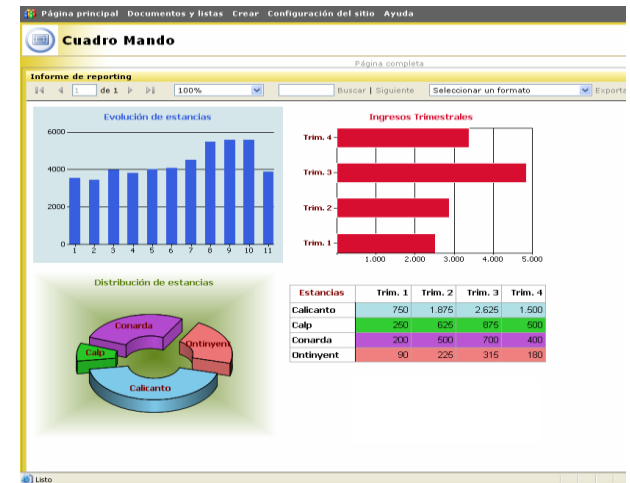 Página principal Documentos y listas Crear Configuración del sitio Ayuda
Cuadro Mando
Página completa
Informe de reporting
1 de 1 100% Buscar | Siguiente Seleccionar un formato Exporta
Evolución de estancias
6000
4000
2000
0
1 2 3 4 5 6 7 8 9 10 11
Ingresos Trimestrales
Trim. 4
Trim. 3
Trim. 2
Trim. 1
1.000 2.000 3.000 4.000 5.000
Distribución de estancias
Conarda
Ontinyent
Calp
Calicanto
Estancias Trim. 1 Trim. 2 Trim. 3 Trim. 4
Calicanto 750 1.875 2.625 1.500
Calp 250 625 875 500
Conarda 200 500 700 400
Ontinyent 90 225 315 180
Listo